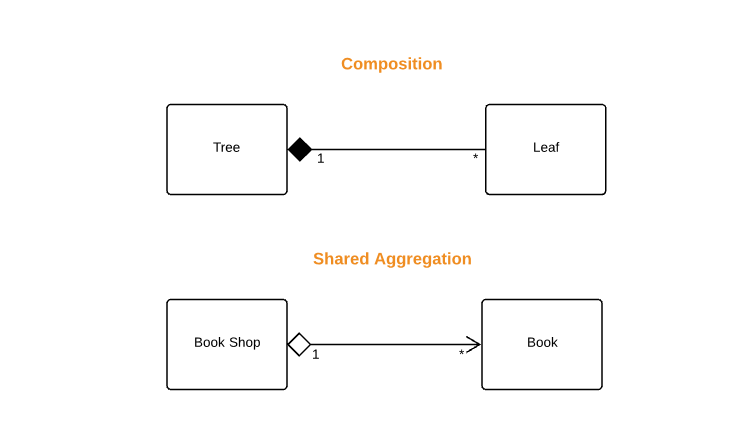 Composition
Tree
1
*
Leaf
Shared Aggregation
Book Shop
1
*
Book